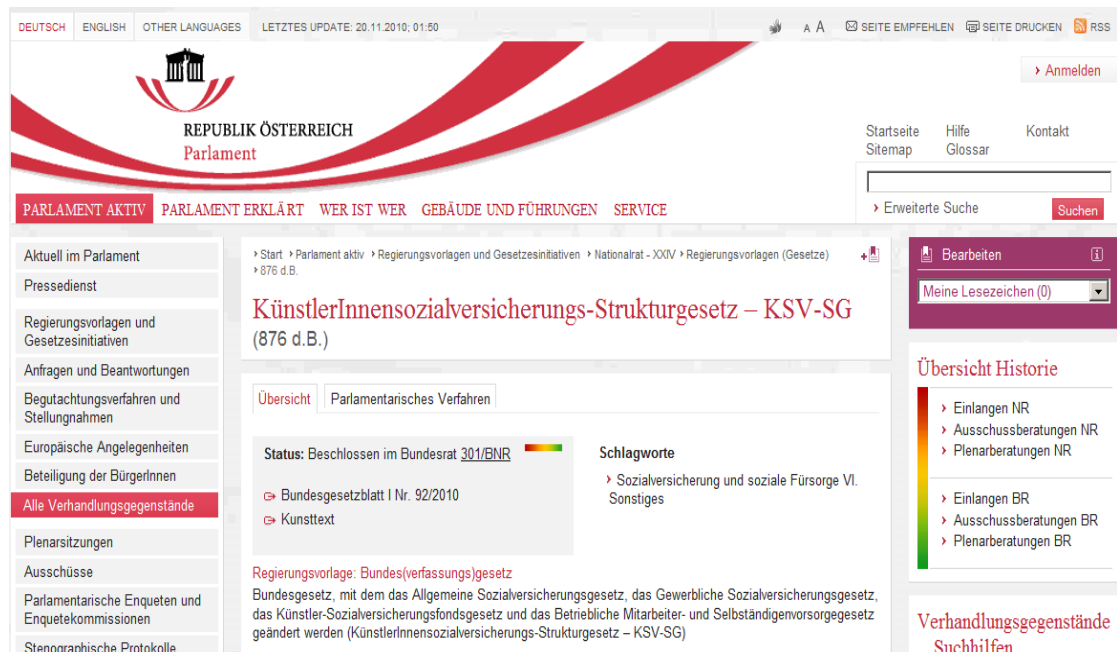 DEUTSCH ENGLISH OTHER LANGUAGES LETZTES UPDATE: 20.11.2010; 01:50 A A SEITE EMPFEHLEN SEITE DRUCKEN RSS
Anmelden
REPUBLIK ÖSTERREICH
Parlament
Startseite Hilfe Kontakt
Sitemap Glossar
Erweiterte Suche Suchen
PARLAMENT AKTIV PARLAMENT ERKLÄRT WER IST WER GEBÄUDE UND FÜHRUNGEN SERVICE
Aktuell im Parlament
Pressedienst
Regierungsvorlagen und
Gesetzesinitiativen
Anfragen und Beantwortungen
Begutachtungsverfahren und
Stellungnahmen
Europäische Angelegenheiten
Beteiligung der BürgerInnen
Alle Verhandlungsgegenstände
Plenarsitzungen
Ausschüsse
Parlamentarische Enqueten und
Enquetekommissionen
Stenographische Protokolle
Start Parlament aktiv Regierungsvorlagen und Gesetzesinitiativen Nationalrat - XXIV Regierungsvorlagen (Gesetze)
876 d.B.
KünstlerInnensozialversicherungs-Strukturgesetz – KSV-SG
(876 d.B.)
Übersicht Parlamentarisches Verfahren
Status: Beschlossen im Bundesrat 301/BNR
Bundesgesetzblatt I Nr. 92/2010
Kunsttext
Schlagworte
Sozialversicherung und soziale Fürsorge VI.
Sonstiges
Regierungsvorlage: Bundes(verfassungs)gesetz
Bundesgesetz, mit dem das Allgemeine Sozialversicherungsgesetz, das Gewerbliche Sozialversicherungsgesetz,
das Künstler-Sozialversicherungsfondsgesetz und das Betriebliche Mitarbeiter- und Selbständigenvorsorgegesetz
geändert werden (KünstlerInnensozialversicherungs-Strukturgesetz – KSV-SG)
Bearbeiten i
Meine Lesezeichen (0)
Übersicht Historie
Einlangen NR
Ausschussberatungen NR
Plenarberatungen NR
Einlangen BR
Ausschussberatungen BR
Plenarberatungen BR
Verhandlungsgegenstände
Suchhilfen